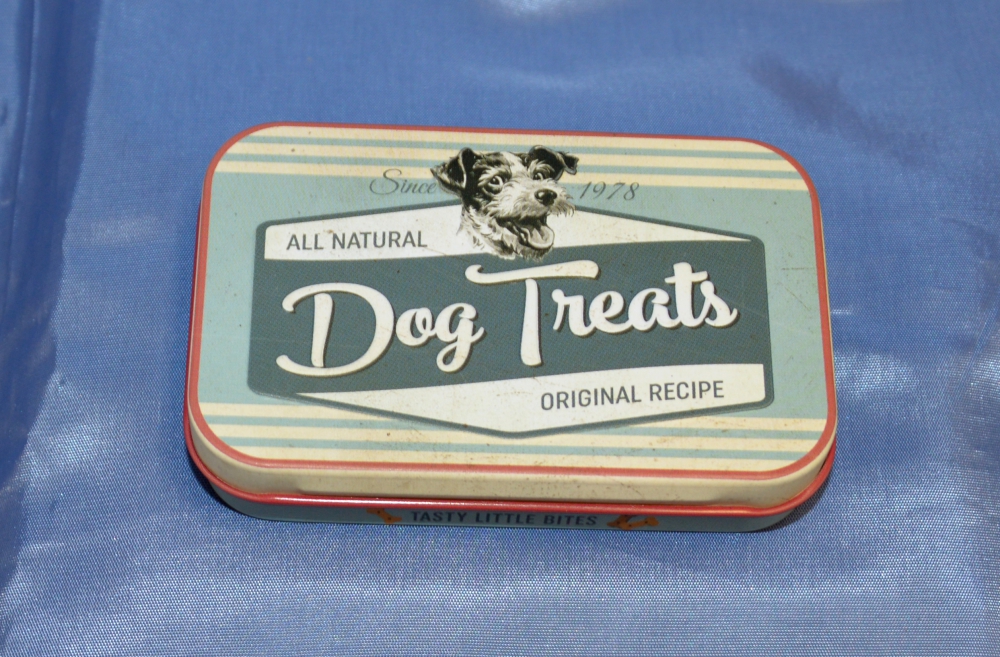 Since 1978
ALL NATURAL
Dog Treats
ORIGINAL RECIPE
TASTY LITTLE BITES